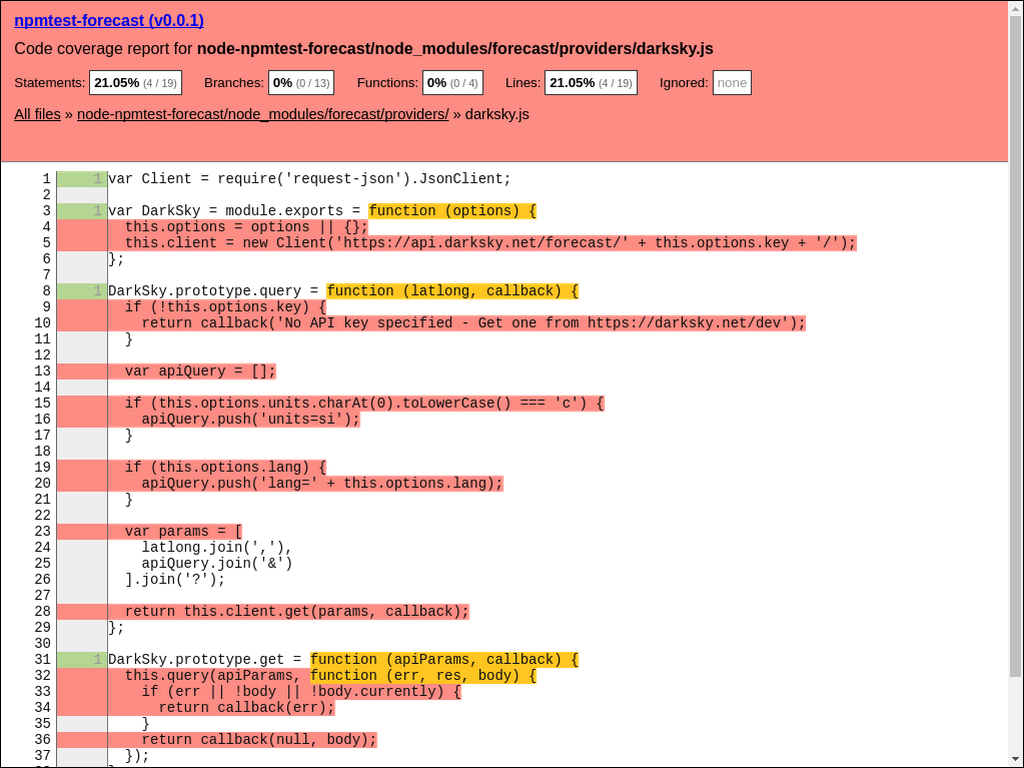 npmtest-forecast (v0.0.1)
Code coverage report for node-npmtest-forecast/node_modules/forecast/providers/darksky.js
Statements: 21.05% (4 / 19) Branches: 0% (0 / 13) Functions: 0% (0 / 4) Lines: 21.05% (4 / 19) Ignored: none
All files » node-npmtest-forecast/node_modules/forecast/providers/ » darksky.js
1 1 var Client = require('request-json').JsonClient;
2
3 1 var DarkSky = module.exports = function (options) {
4   this.options = options || {};
5   this.client = new Client('https://api.darksky.net/forecast/' + this.options.key + '/');
6 };
7
8 1 DarkSky.prototype.query = function (latlong, callback) {
9   if (!this.options.key) {
10     return callback('No API key specified - Get one from https://darksky.net/dev');
11   }
12
13   var apiQuery = [];
14
15   if (this.options.units.charAt(0).toLowerCase() === 'c') {
16     apiQuery.push('units=si');
17   }
18
19   if (this.options.lang) {
20     apiQuery.push('lang=' + this.options.lang);
21   }
22
23   var params = [
24     latlong.join(','),
25     apiQuery.join('&')
26   ].join('?');
27
28   return this.client.get(params, callback);
29 };
30
31 1 DarkSky.prototype.get = function (apiParams, callback) {
32   this.query(apiParams, function (err, res, body) {
33     if (err || !body || !body.currently) {
34       return callback(err);
35     }
36     return callback(null, body);
37   });